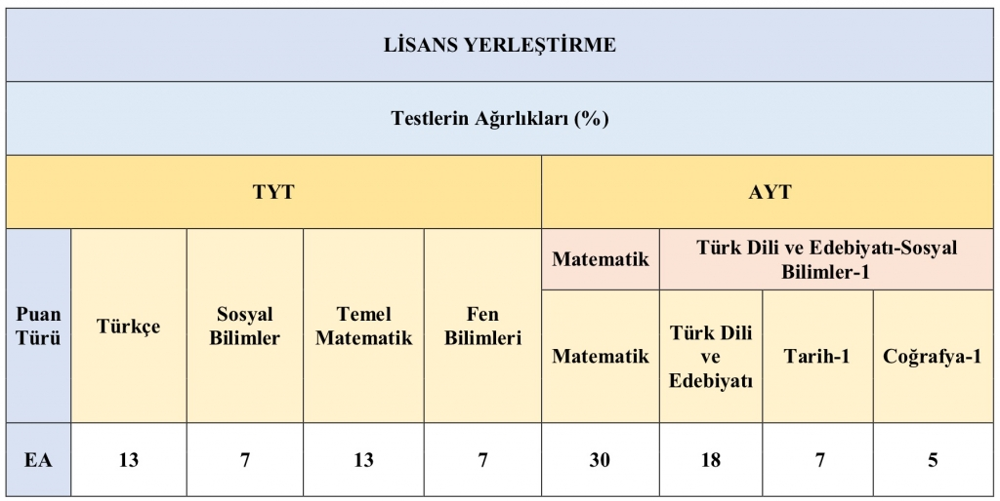 LİSANS YERLEŞTİRME
Testlerin Ağırlıkları (%)
TYT
AYT
Puan
Türü
Türkçe
Sosyal
Bilimler
Temel
Matematik
Fen
Bilimleri
Matematik
Türk Dili ve Edebiyatı-Sosyal
Bilimler-1
Matematik
Türk Dili
ve
Edebiyatı
Tarih-1
Coğrafya-1
EA
13
7
13
7
30
18
7
5